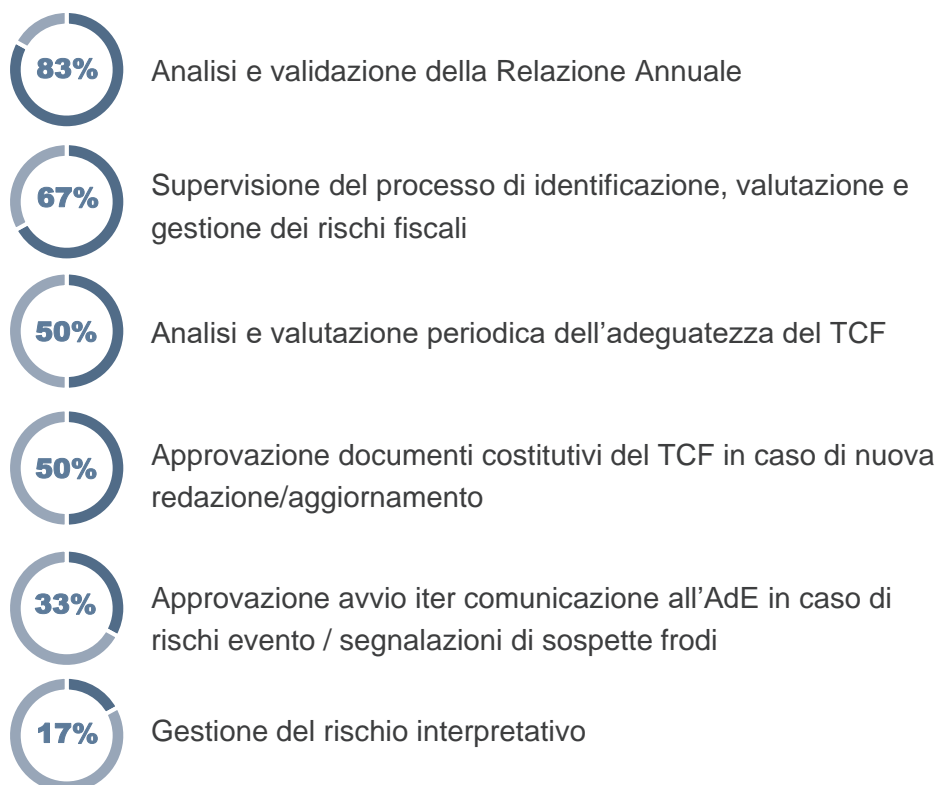 83%
Analisi e validazione della Relazione Annuale
67%
Supervisione del processo di identificazione, valutazione e
gestione dei rischi fiscali
50%
Analisi e valutazione periodica dell'adeguatezza del TCF
50%
Approvazione documenti costitutivi del TCF in caso di nuova
redazione/aggiornamento
33%
Approvazione avvio iter comunicazione all'AdE in caso di
rischi evento / segnalazioni di sospette frodi
17%
Gestione del rischio interpretativo